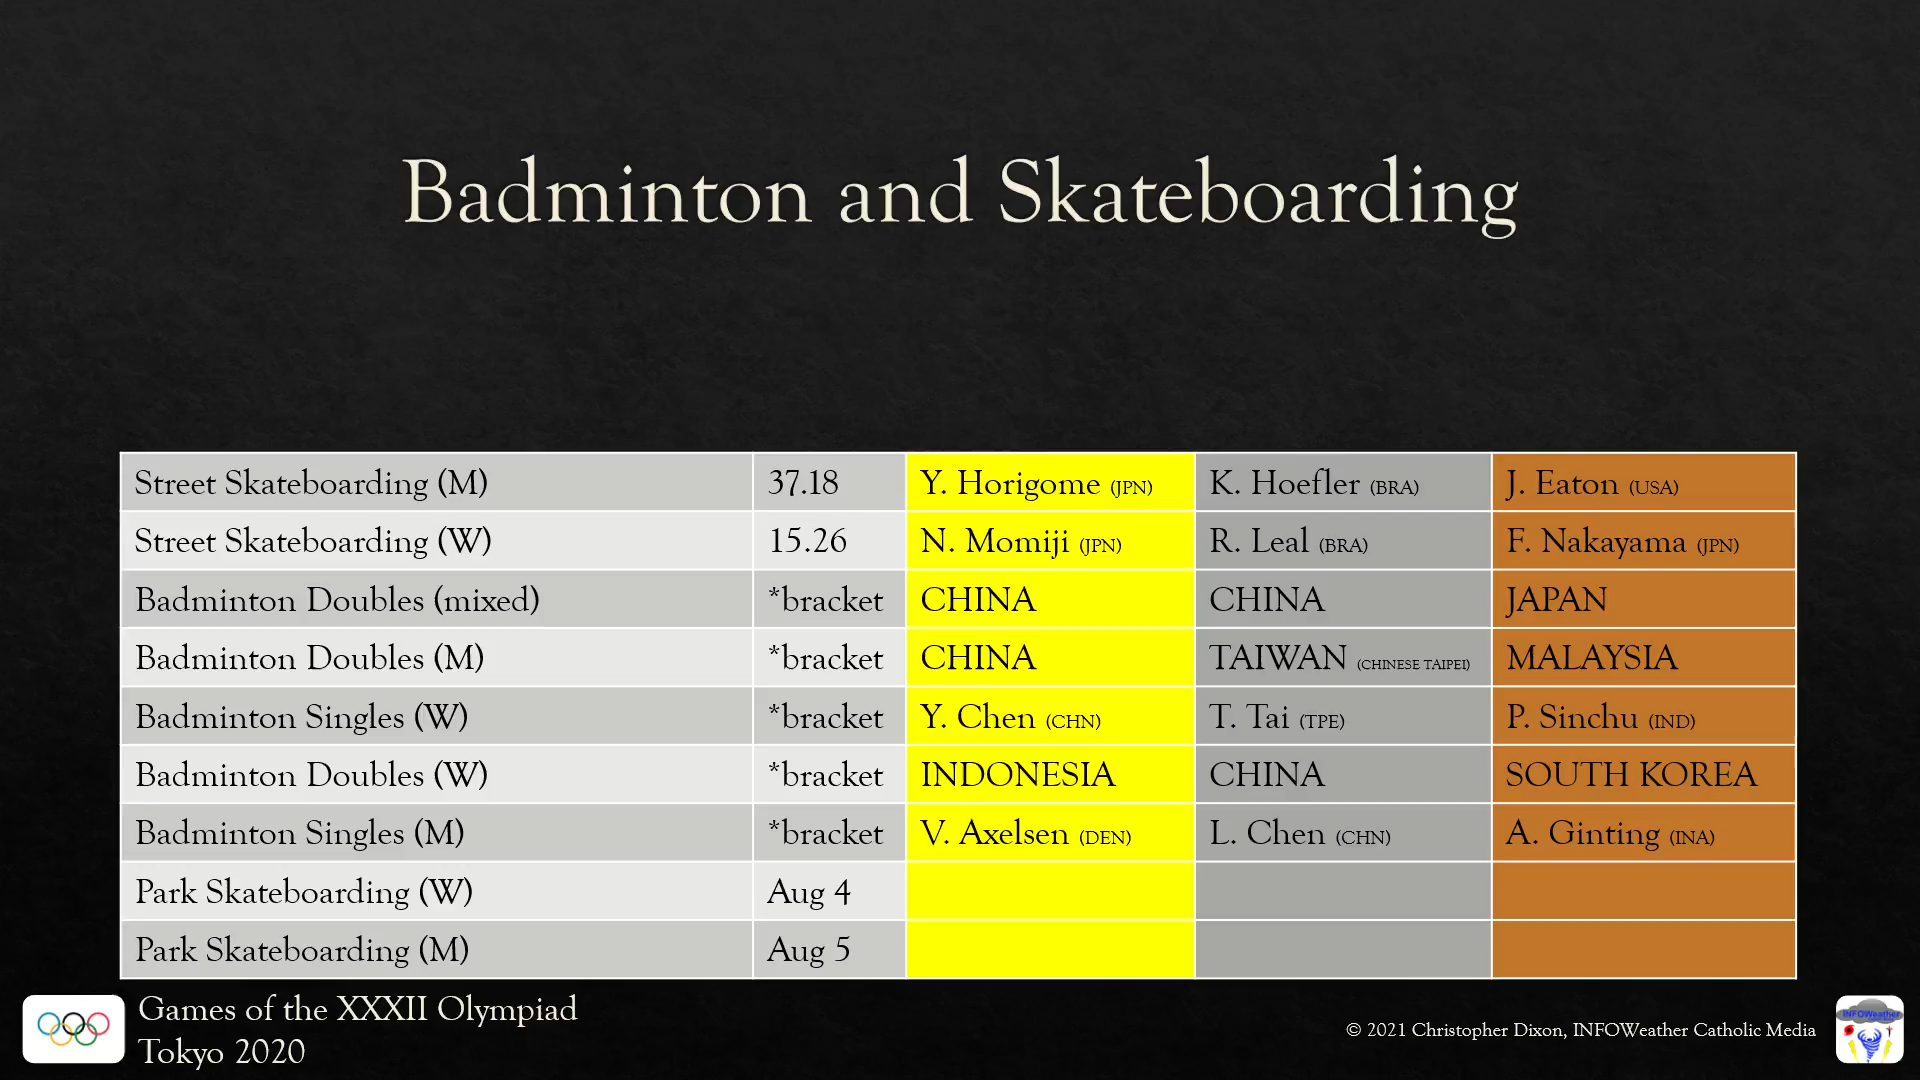 Badminton and Skateboarding
Street Skateboarding (M) 37.18 Y. Horigome (JPN) K. Hoefler (BRA) J. Eaton (USA)
Street Skateboarding (W) 15.26 N. Momiji (JPN) R. Leal (BRA) F. Nakayama (JPN)
Badminton Doubles (mixed) *bracket CHINA CHINA JAPAN
Badminton Doubles (M) *bracket CHINA TAIWAN (CHINESE TAIPEI) MALAYSIA
Badminton Singles (W) *bracket Y. Chen (CHN) T. Tai (TPE) P. Sinchu (IND)
Badminton Doubles (W) *bracket INDONESIA CHINA SOUTH KOREA
Badminton Singles (M) *bracket V. Axelsen (DEN) L. Chen (CHN) A. Ginting (INA)
Park Skateboarding (W) Aug 4
Park Skateboarding (M) Aug 5
Games of the XXXII Olympiad
Tokyo 2020
© 2021 Christopher Dixon, INFOWeather Catholic Media
INFOWeather